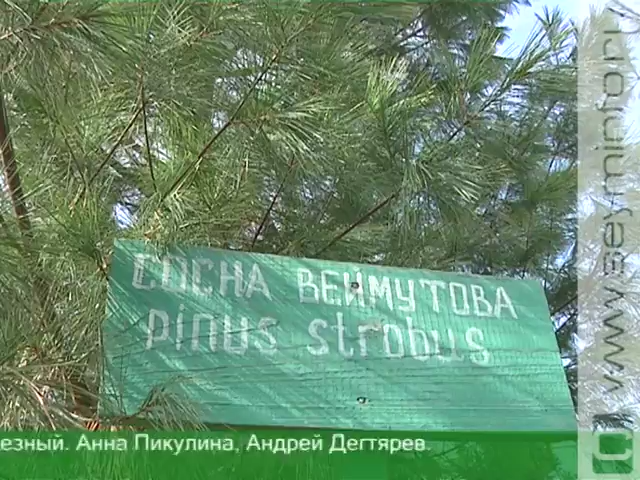 СОСНА ВЕЙМУТОВА
pinus strobus
езный. Анна Пикулина, Андрей Дегтярев.
www.seyminfo.ru